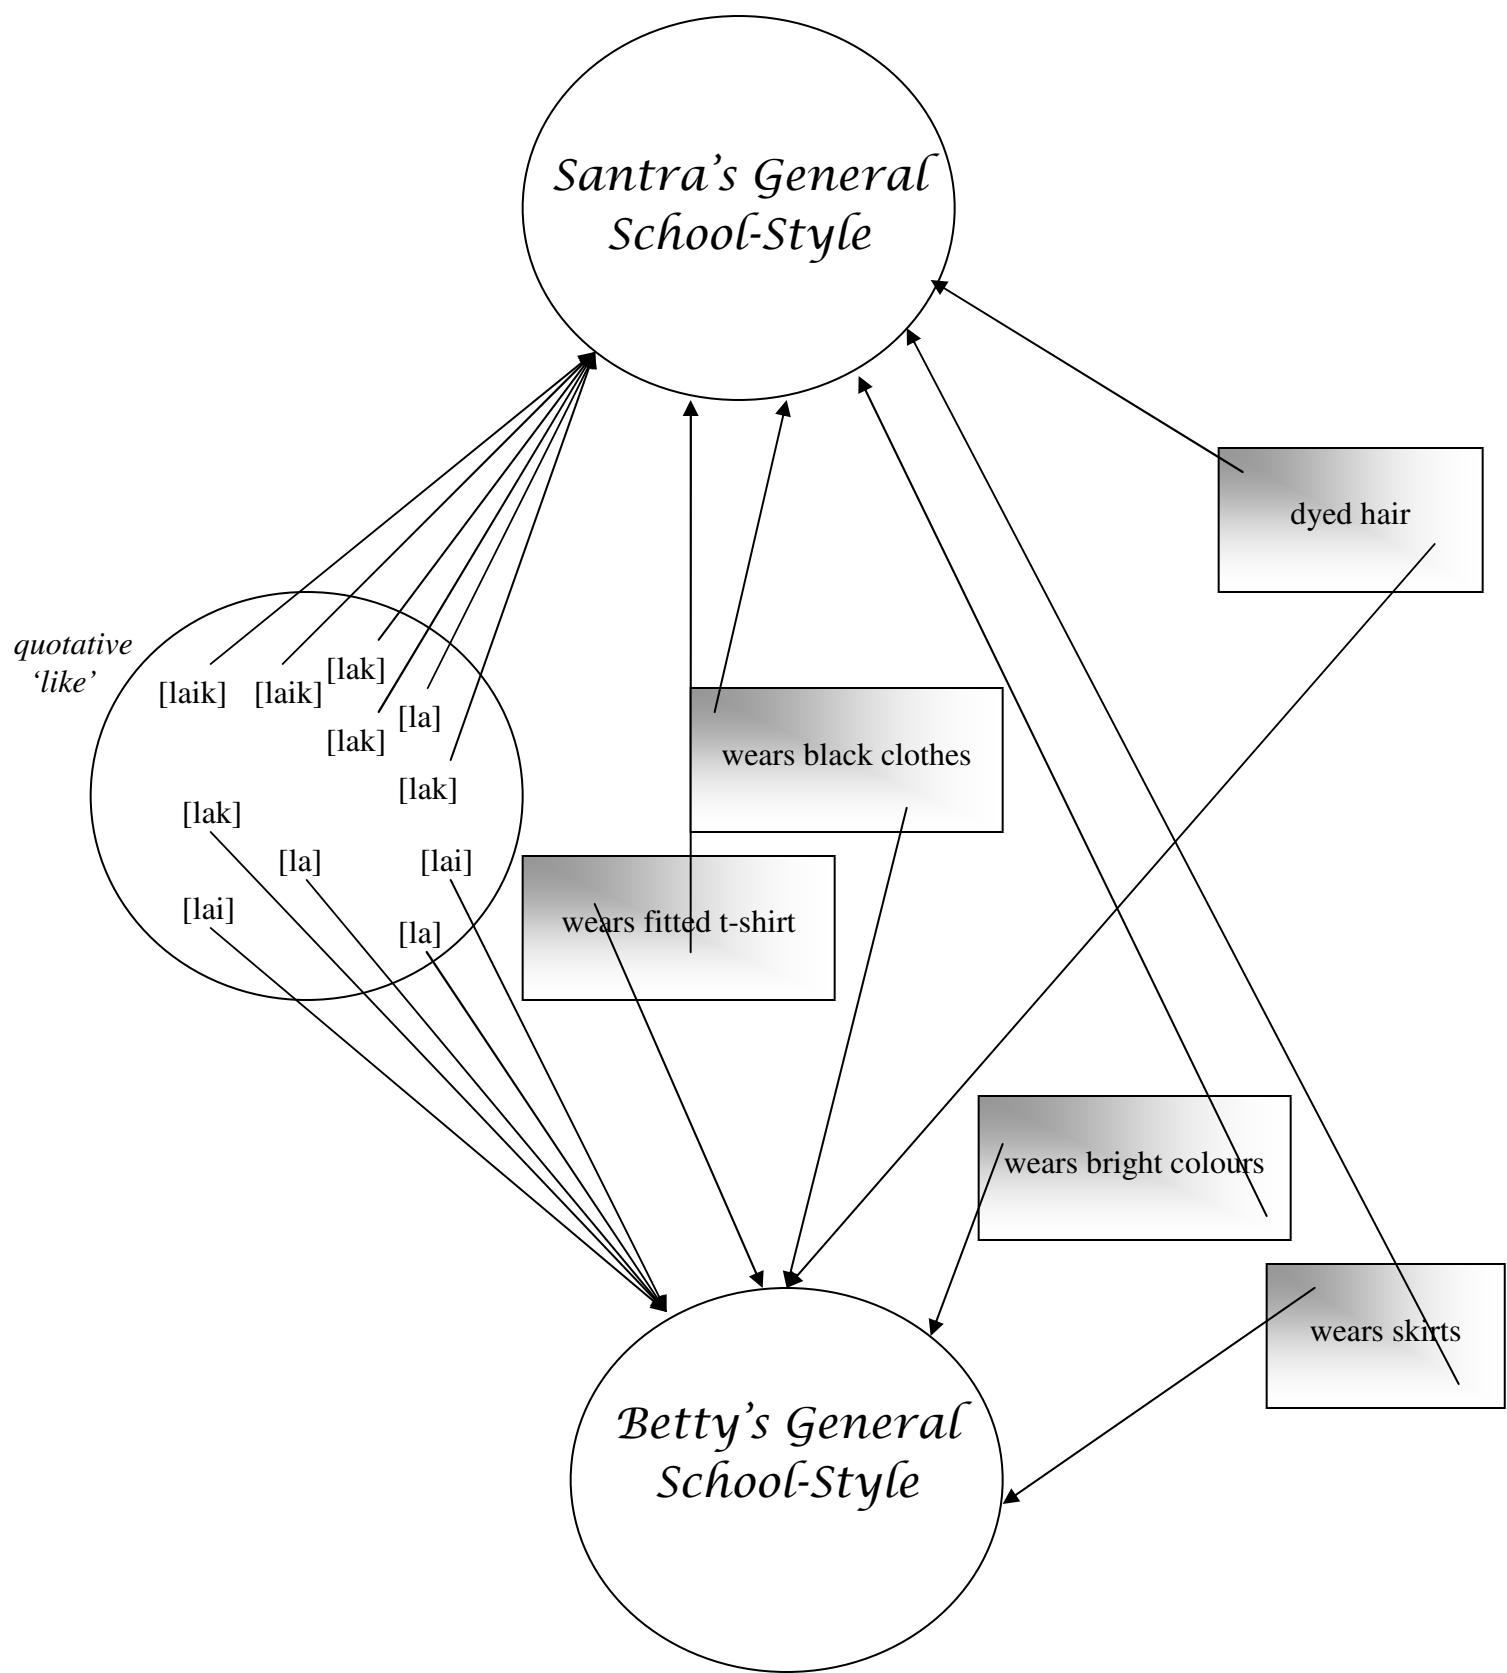 Santra’s General
School-Style
dyed hair
quotative
‘like’
[laik]
[laik]
[lak]
[lak]
[la]
[lak]
wears black clothes
[lak]
[la]
[lai]
[lai]
[la]
wears fitted t-shirt
wears bright colours
wears skirts
Betty’s General
School-Style